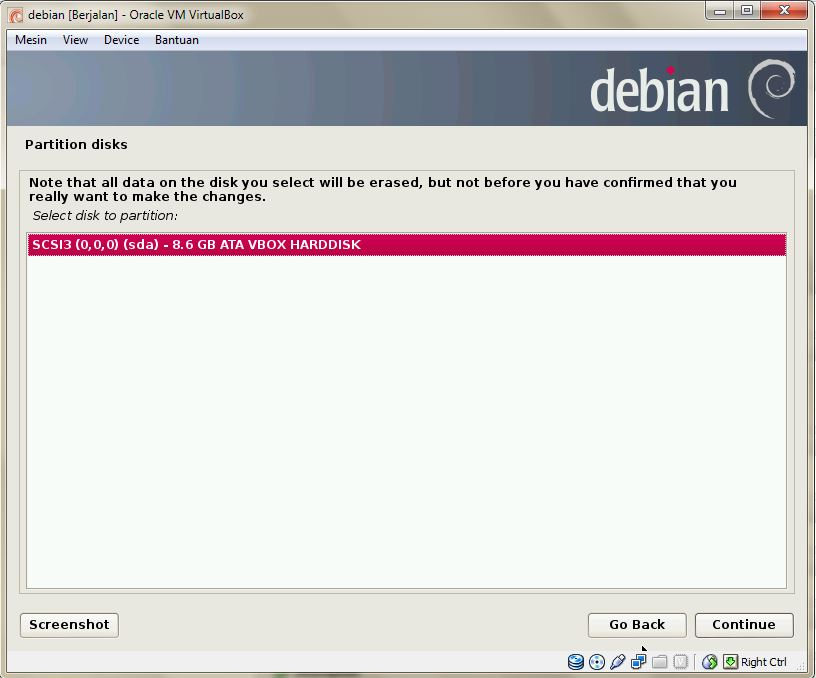 debian [Berjalan] - Oracle VM VirtualBox
Mesin View Device Bantuan
debian
Partition disks
Note that all data on the disk you select will be erased, but not before you have confirmed that you
really want to make the changes.
Select disk to partition:
SCSI3 (0,0,0) (sda) - 8.6 GB ATA VBOX HARDDISK
Screenshot Go Back Continue
Right Ctrl